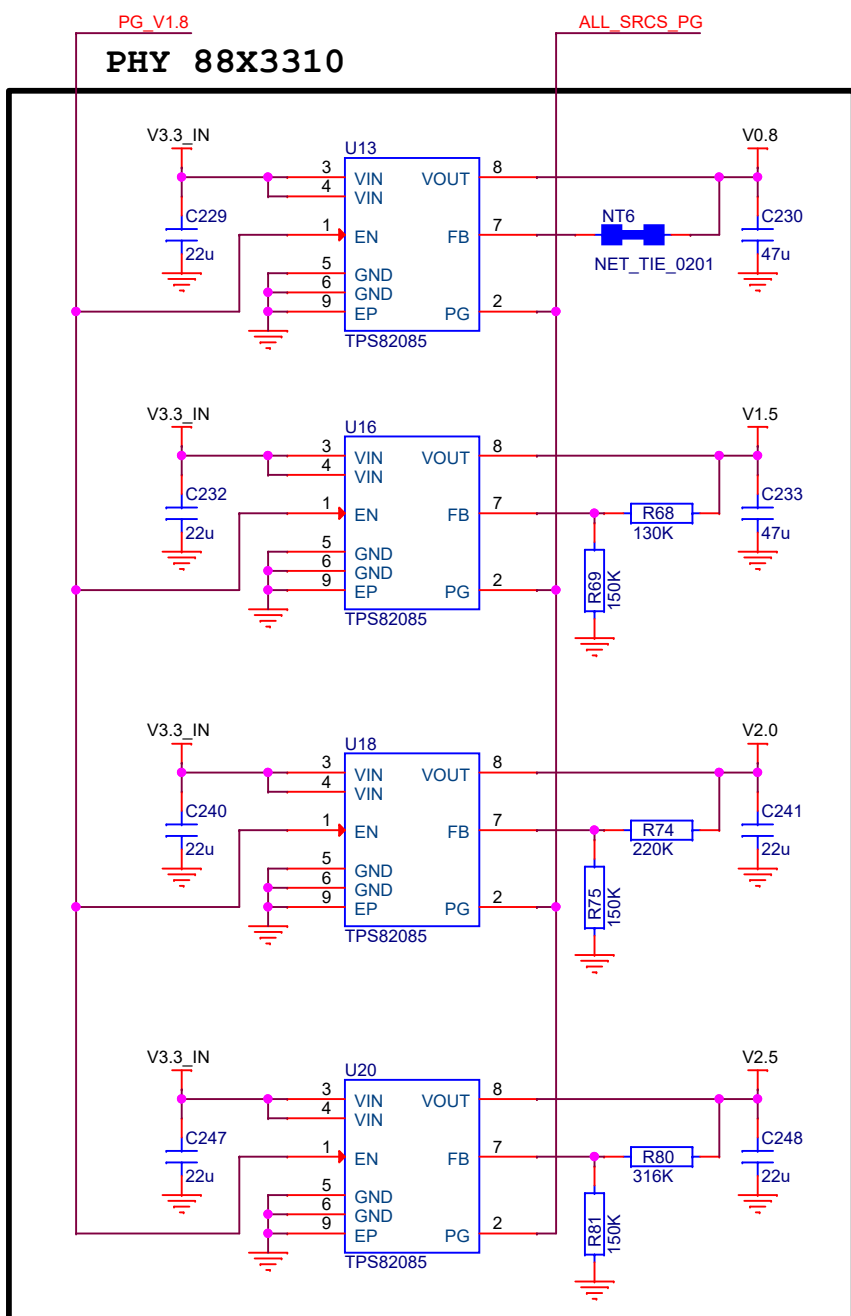 PG_V1.8
ALL_SRCS_PG
PHY 88X3310
V3.3_IN
U13
V0.8
3 VIN VOUT 8
4 VIN
C229
22u
1 EN FB 7
NT6
NET_TIE_0201
C230
47u
5 GND
6 GND
9 EP PG 2
TPS82085
V3.3_IN
U16
V1.5
3 VIN VOUT 8
4 VIN
C232
22u
1 EN FB 7
R68
130K
C233
47u
5 GND
6 GND
9 EP PG 2
R69
150K
TPS82085
V3.3_IN
U18
V2.0
3 VIN VOUT 8
4 VIN
C240
22u
1 EN FB 7
R74
220K
C241
22u
5 GND
6 GND
9 EP PG 2
R75
150K
TPS82085
V3.3_IN
U20
V2.5
3 VIN VOUT 8
4 VIN
C247
22u
1 EN FB 7
R80
316K
C248
22u
5 GND
6 GND
9 EP PG 2
R81
150K
TPS82085